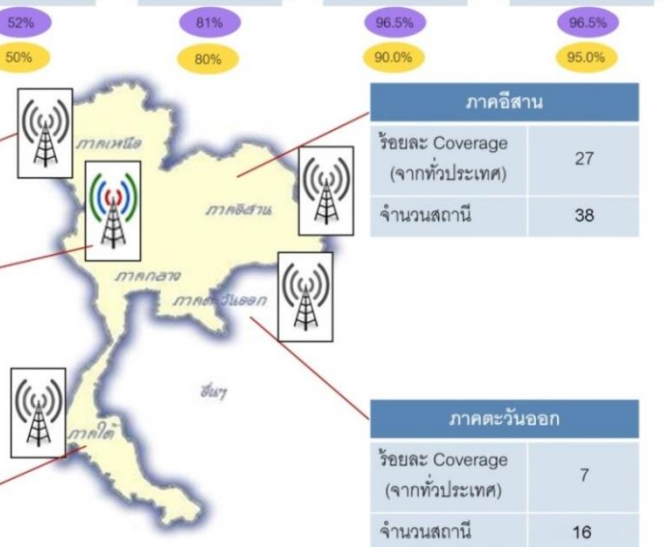 52%
81%
96.5%
96.5%
50%
80%
90.0%
95.0%
ภาคเหนือ
ภาคอีสาน
ภาคกลาง
ภาคตะวันออก
อื่นๆ
ภาคใต้
ภาคอีสาน
ร้อยละ Coverage
(จากทั่วประเทศ)
27
จำนวนสถานี
38
ภาคตะวันออก
ร้อยละ Coverage
(จากทั่วประเทศ)
7
จำนวนสถานี
16